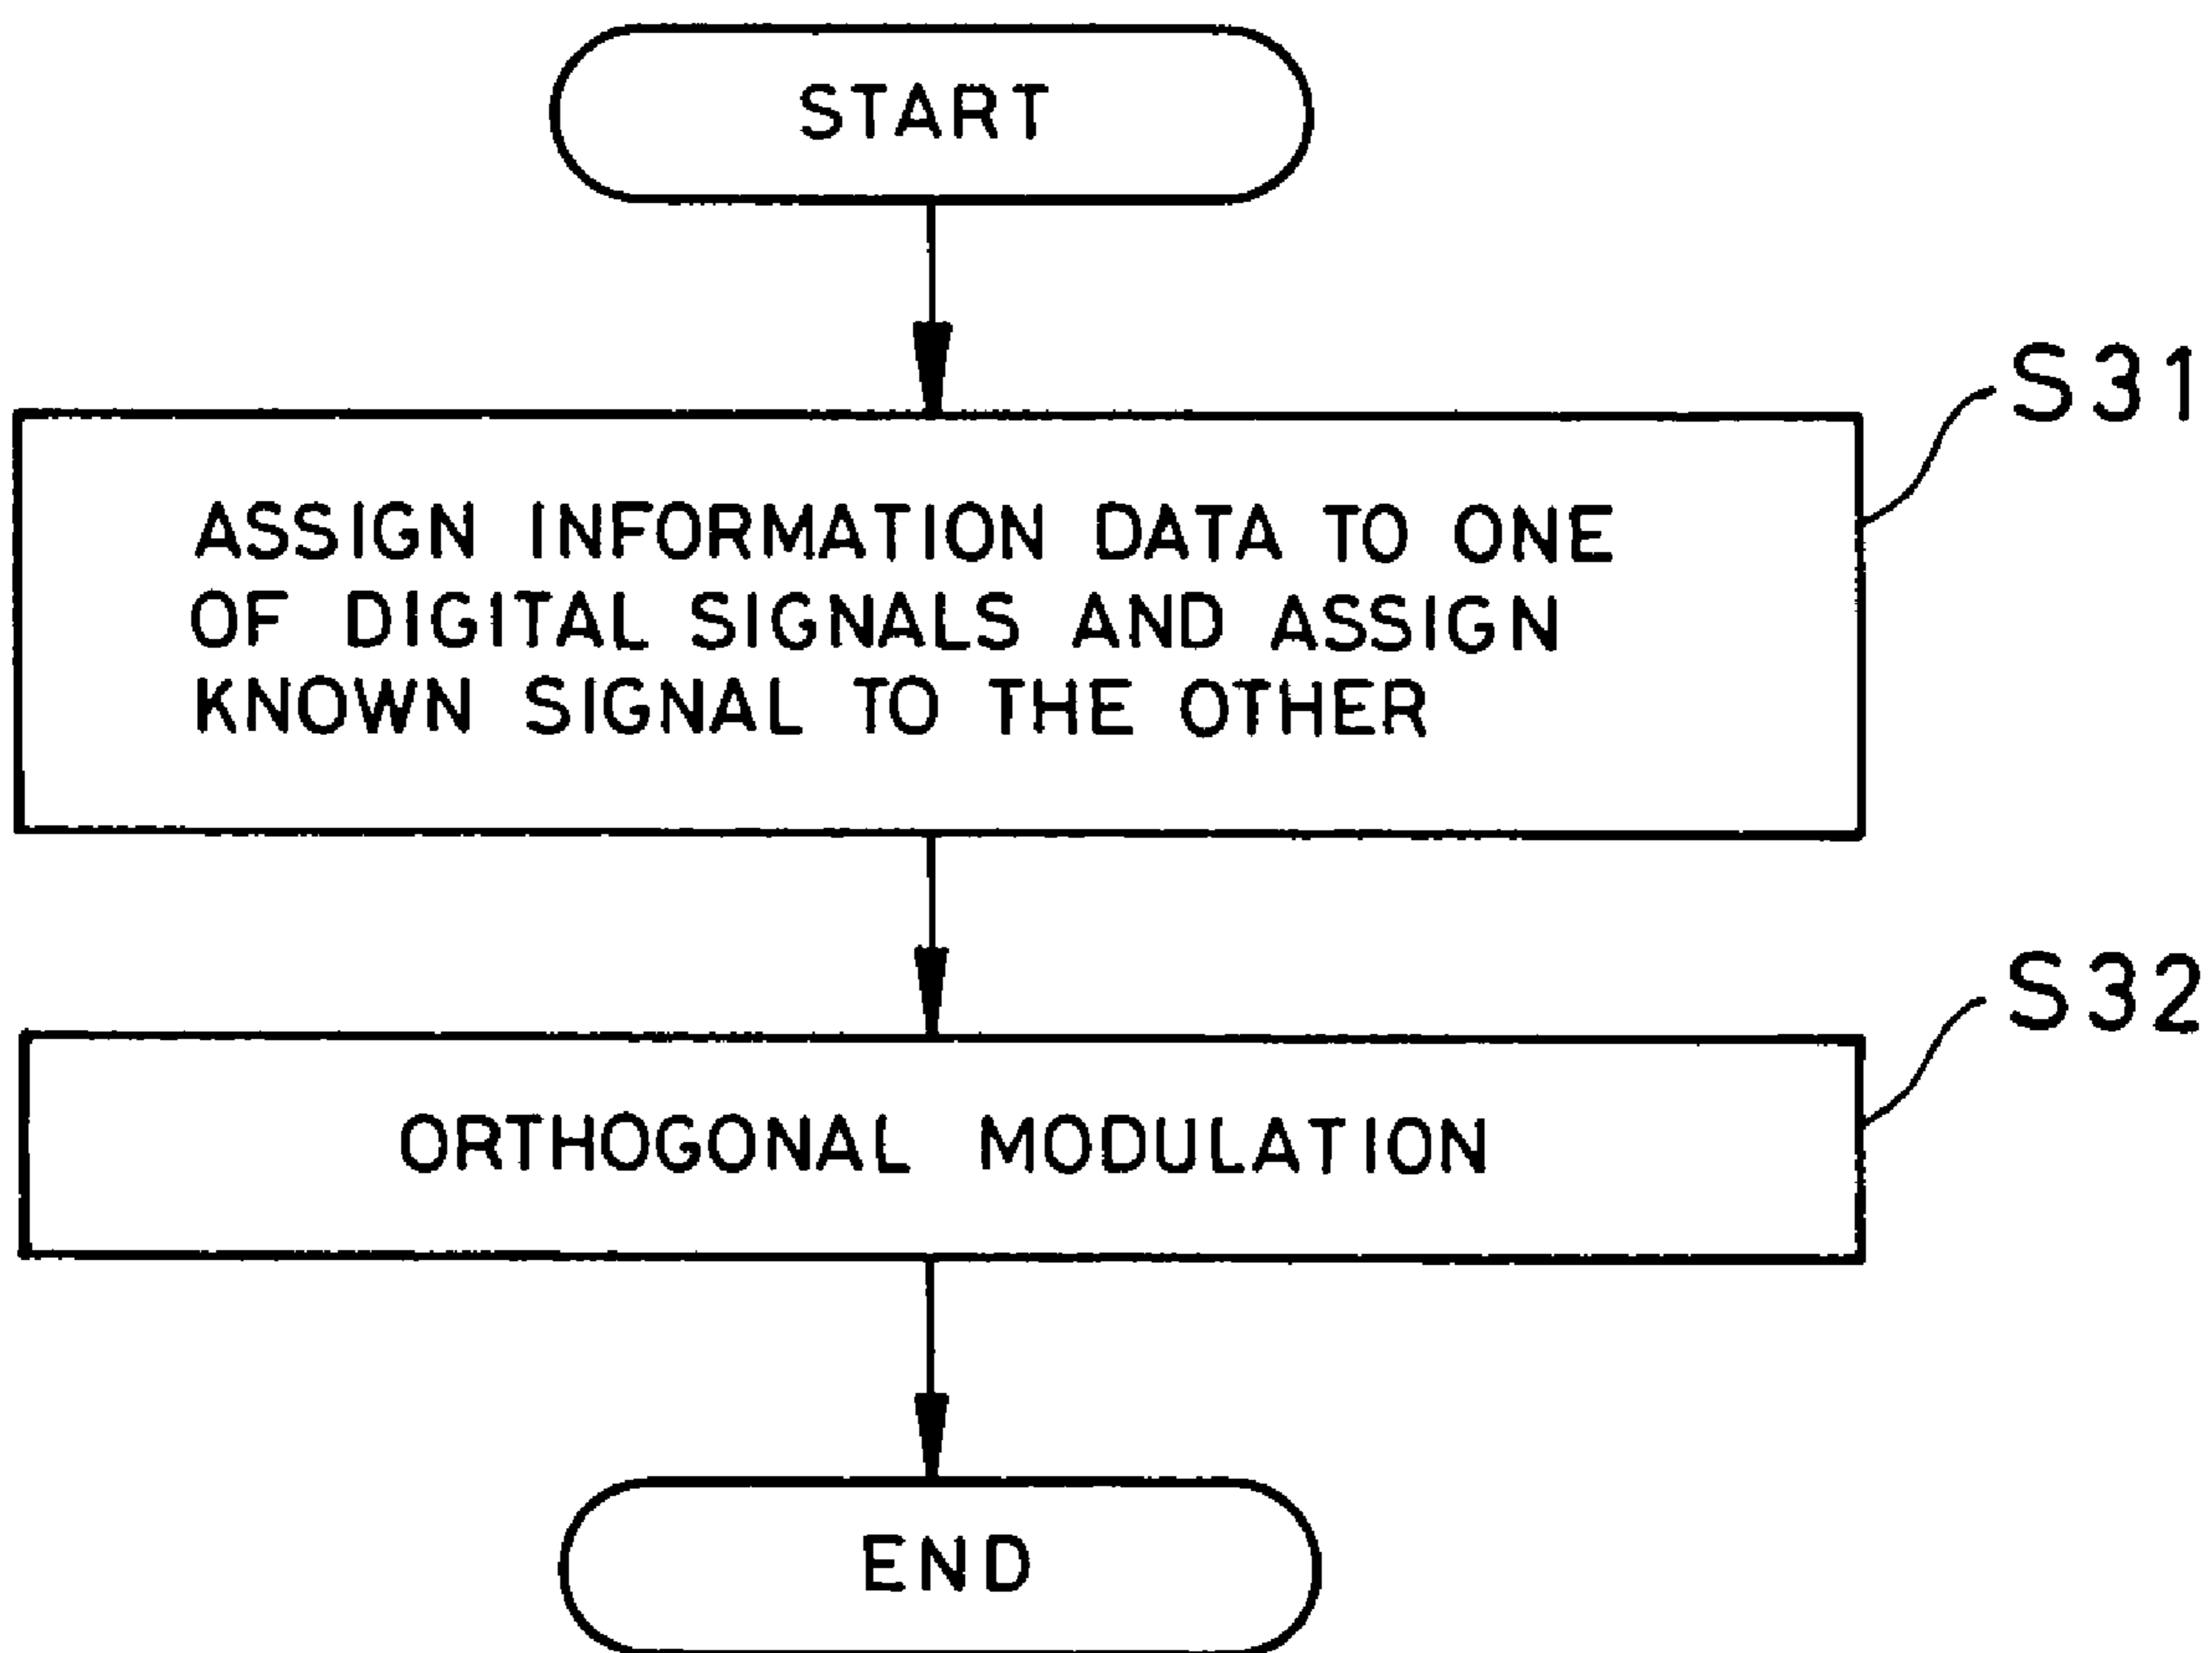 START
S31
ASSIGN INFORMATION DATA TO ONE
OF DIGITAL SIGNALS AND ASSIGN
KNOWN SIGNAL TO THE OTHER
S32
ORTHOGONAL MODULATION
END